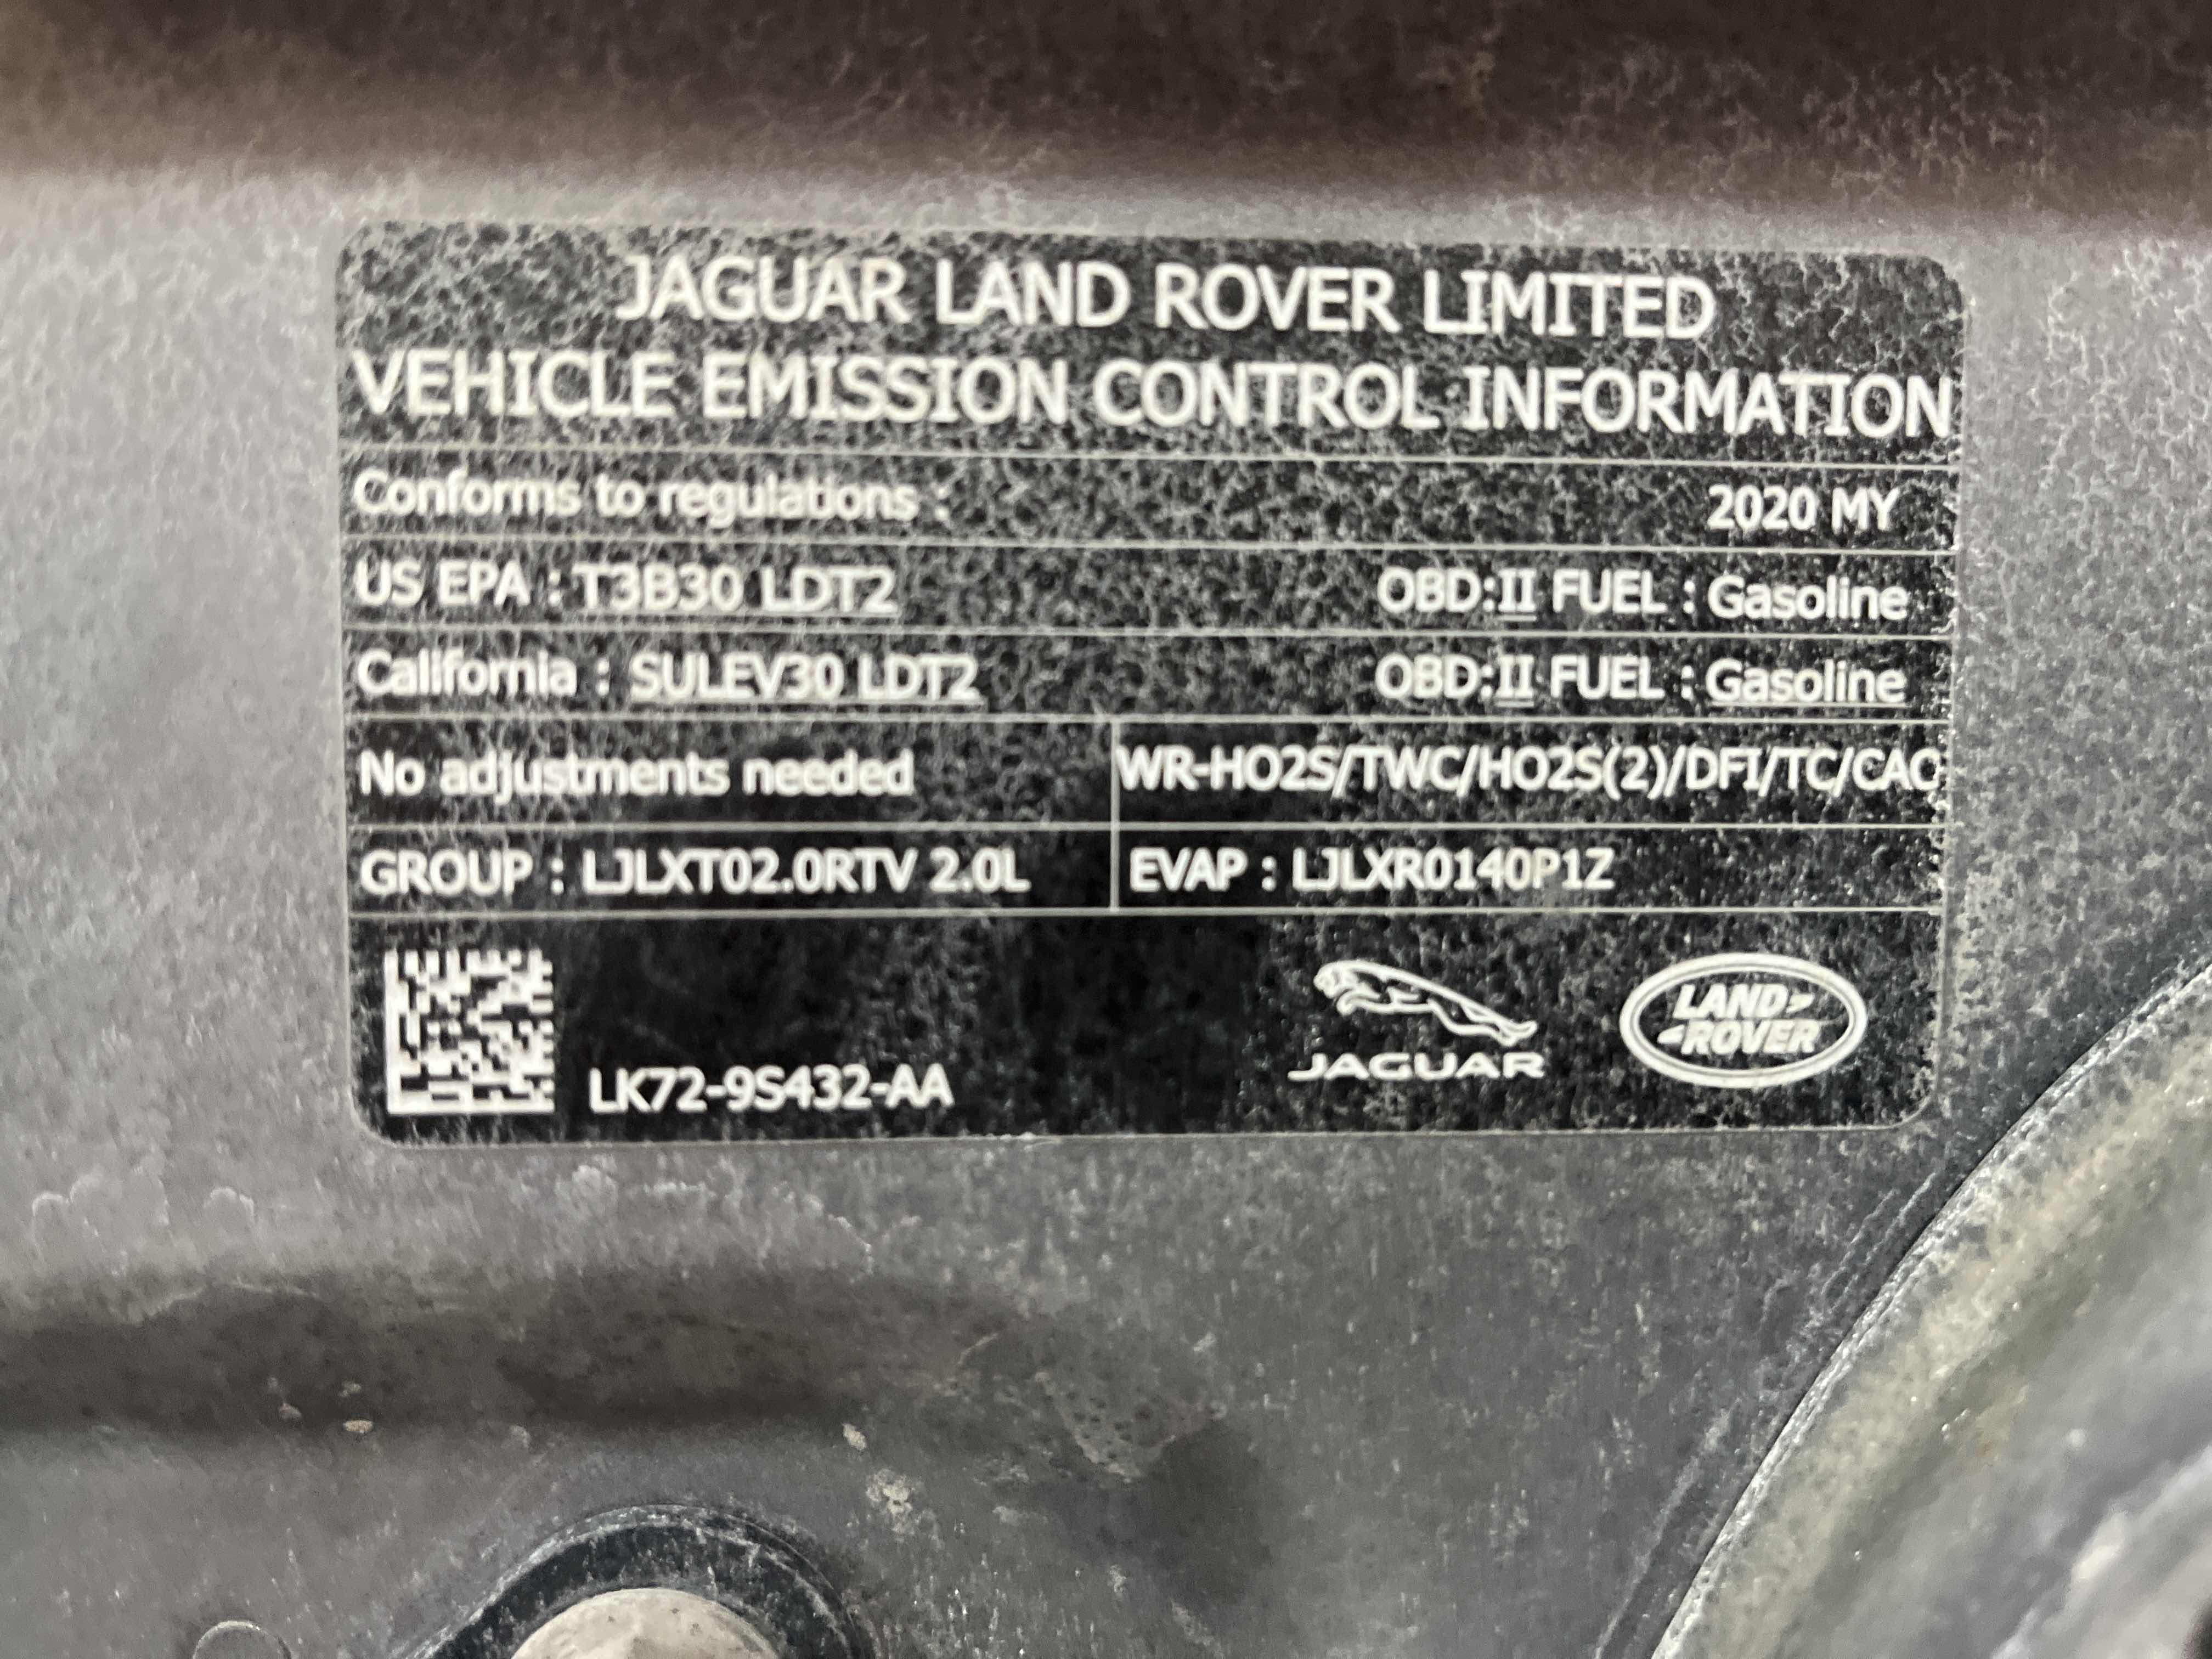 JAGUAR LAND ROVER LIMITED
VEHICLE EMISSION CONTROL INFORMATION
Conforms to regulations : 2020 MY
US EPA : T3B30 LDT2 OBD:II FUEL : Gasoline
California : SULEV30 LDT2 OBD:II FUEL : Gasoline
No adjustments needed WR-HO2S/TWC/HO2S(2)/DFI/TC/CAC
GROUP : LJLXT02.0RTV 2.0L EVAP : LJLXR0140P1Z
LK72-9S432-AA
JAGUAR
LAND
ROVER